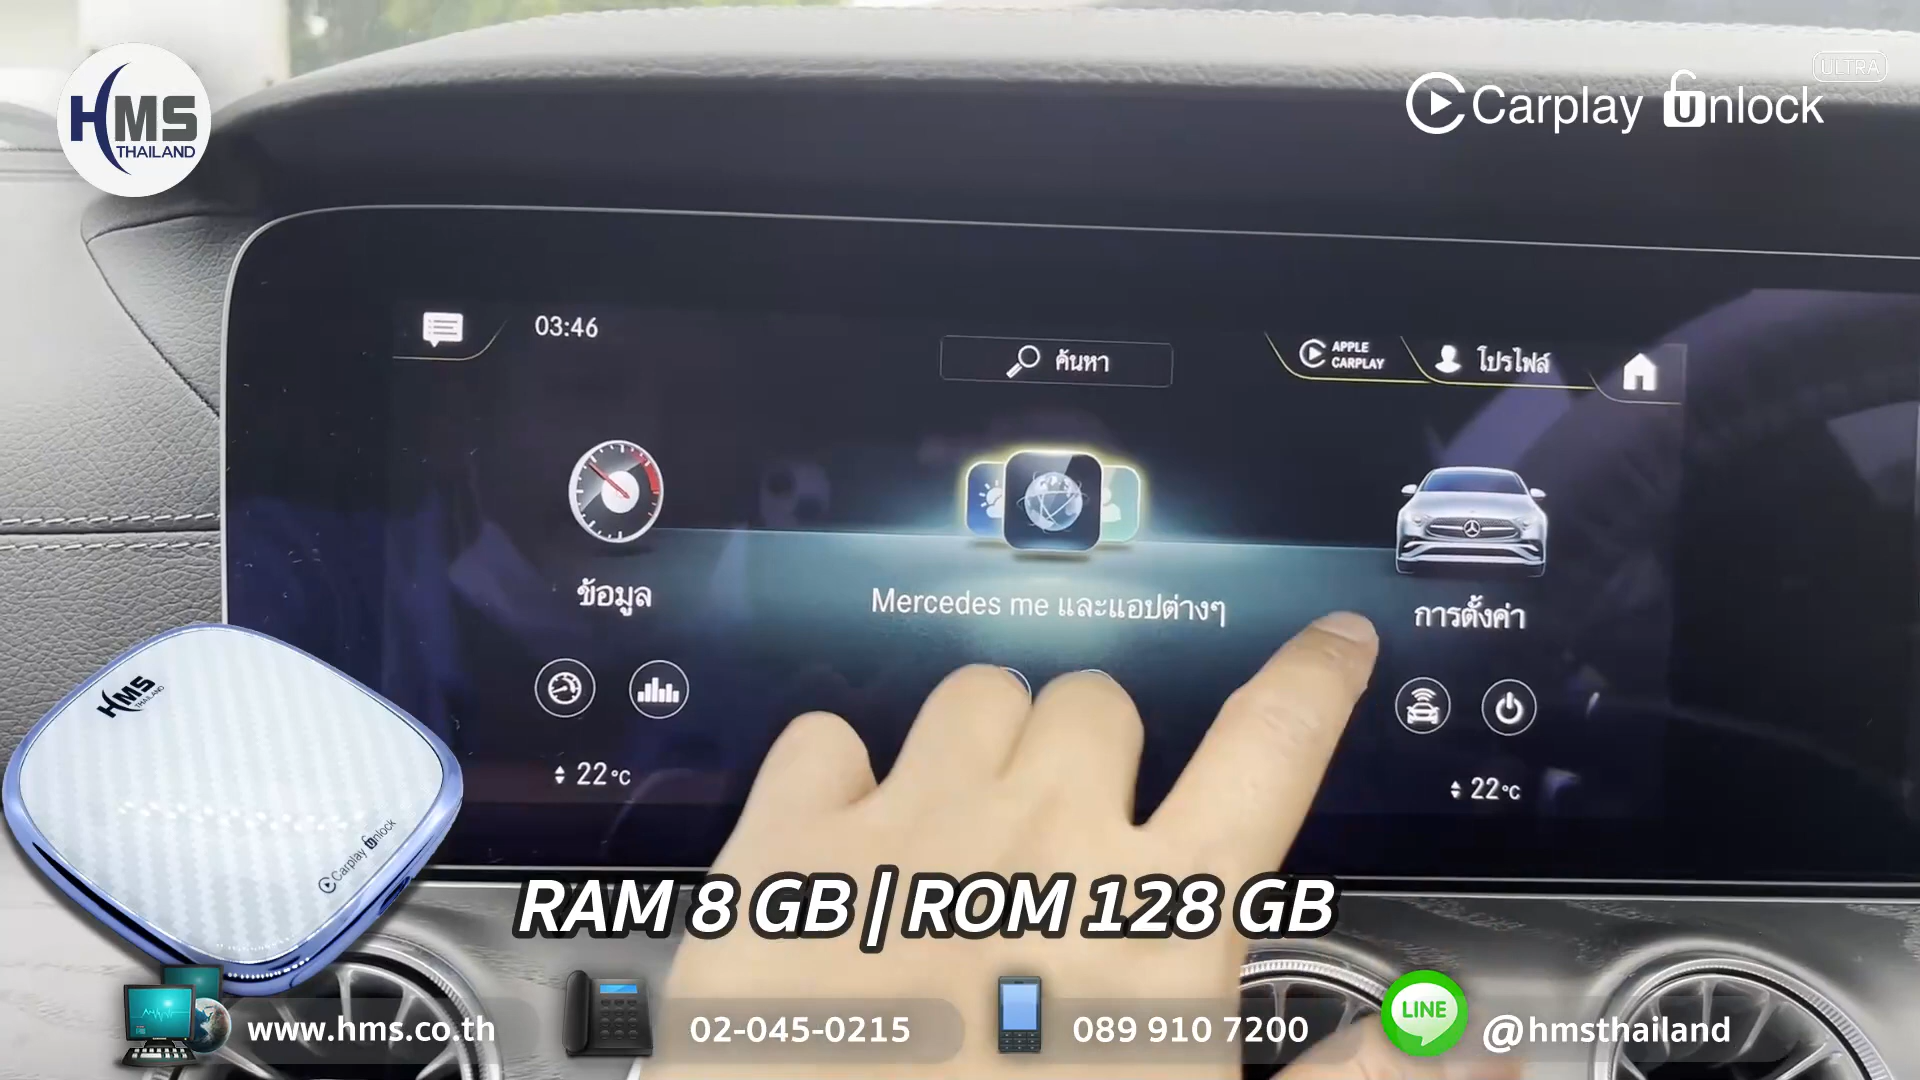 HMS
THAILAND
Carplay Unlock
ULTRA
03:46
ค้นหา
APPLE
CARPLAY
โปรไฟล์
ข้อมูล
Mercedes me และแอปต่างๆ
การตั้งค่า
22°C
22°C
HMS
THAILAND
Carplay Unlock
RAM 8 GB | ROM 128 GB
www.hms.co.th
02-045-0215
089 910 7200
LINE
@hmsthailand